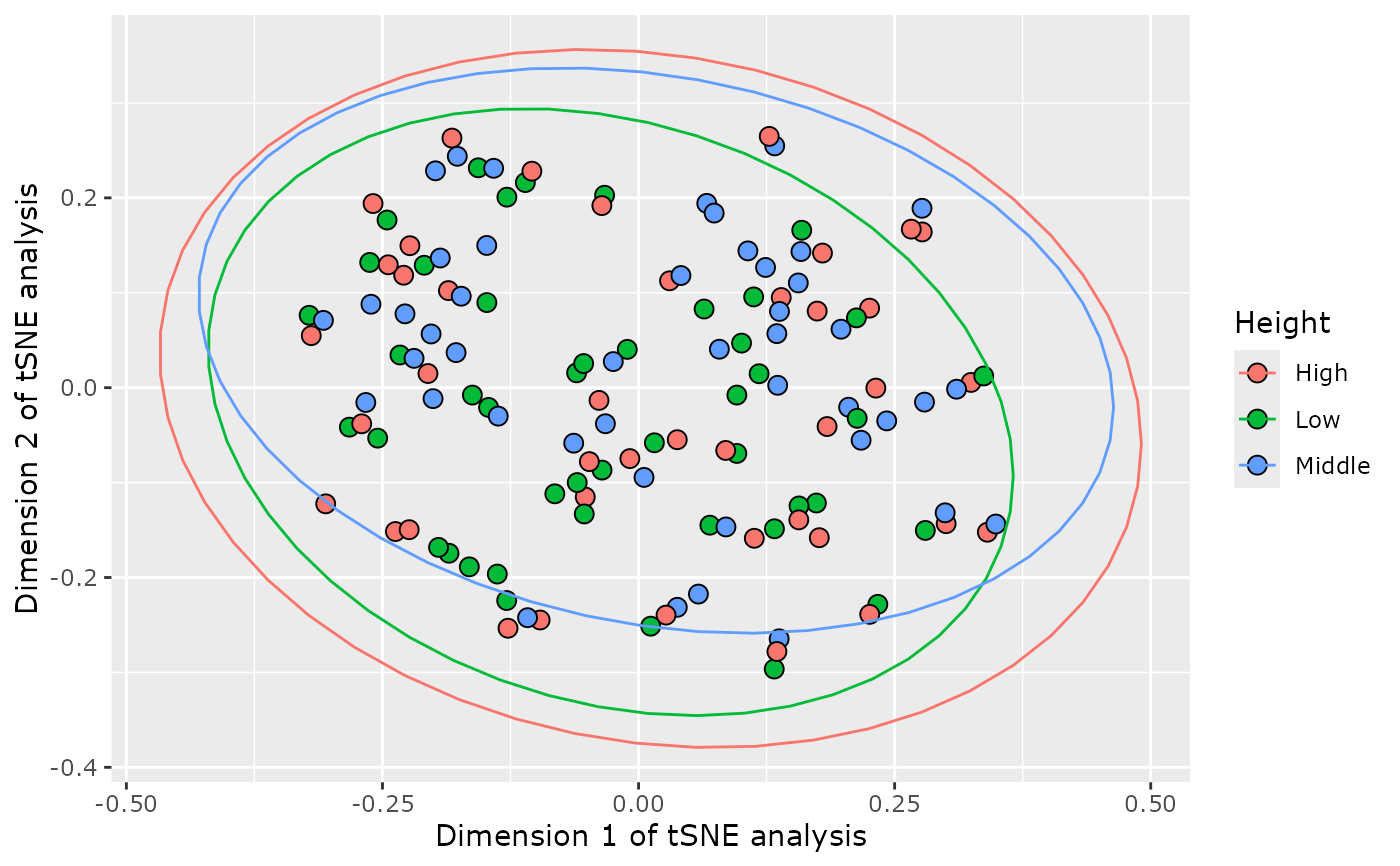 Dimension 2 of tSNE analysis
0.2
0.0
-0.2
-0.4
-0.50
-0.25
0.00
0.25
0.50
Dimension 1 of tSNE analysis
Height
High
Low
Middle